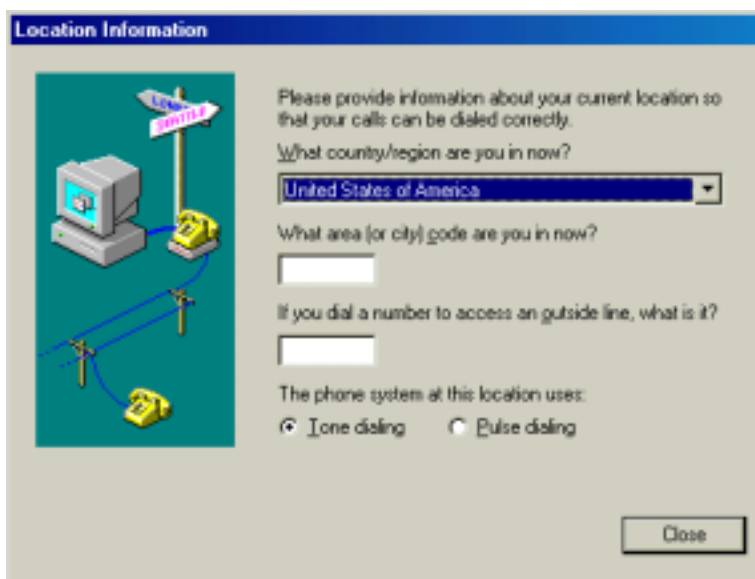 Location Information
LOND
SEATTLE
Please provide information about your current location so
that your calls can be dialed correctly.
What country/region are you in now?
United States of America
What area (or city) code are you in now?
If you dial a number to access an outside line, what is it?
The phone system at this location uses:
Tone dialing Pulse dialing
Close